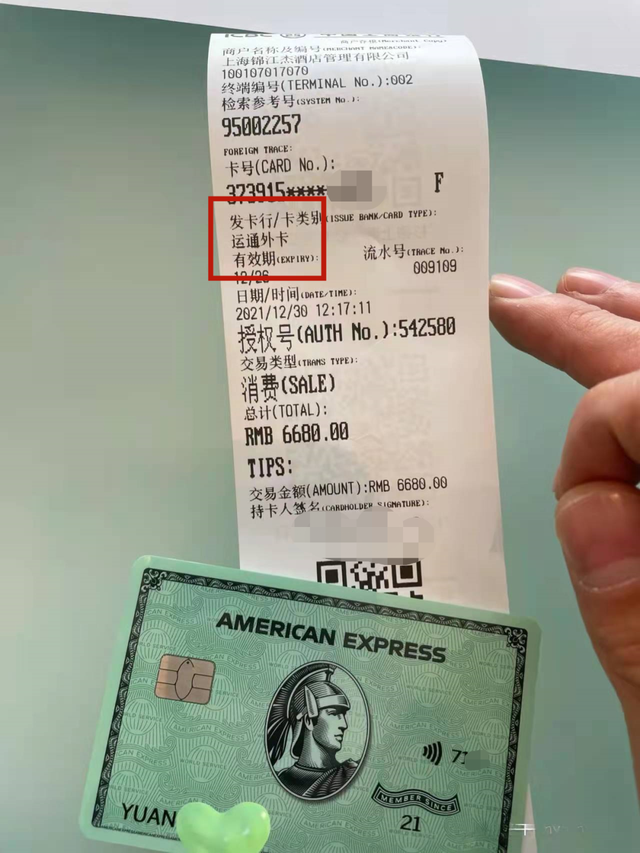 商户名称及编号(MERCHANT NAME&CODE):
上海锦江杰酒店管理有限公司
100107017070
终端编号(TERMINAL No.):002
检索参考号(SYSTEM No.):
95002257
FOREIGN TRACE:
卡号(CARD No.):
373915****
F
发卡行/卡类别(ISSUE BANK/CARD TYPE):
运通外卡
有效期(EXPIRY):
流水号(TRACE No.):
12/26
009109
日期/时间(DATE/TIME):
2021/12/30 12:17:11
授权号(AUTH No.):542580
交易类型(TRANS TYPE):
消费(SALE)
总计(TOTAL):
RMB 6680.00
TIPS:
交易金额(AMOUNT):RMB 6680.00
持卡人签名(CARDHOLDER SIGNATURE):
AMERICAN EXPRESS
MEMBER SINCE
21
YUAN